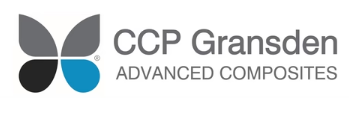 CCP Gransden
®
ADVANCED COMPOSITES